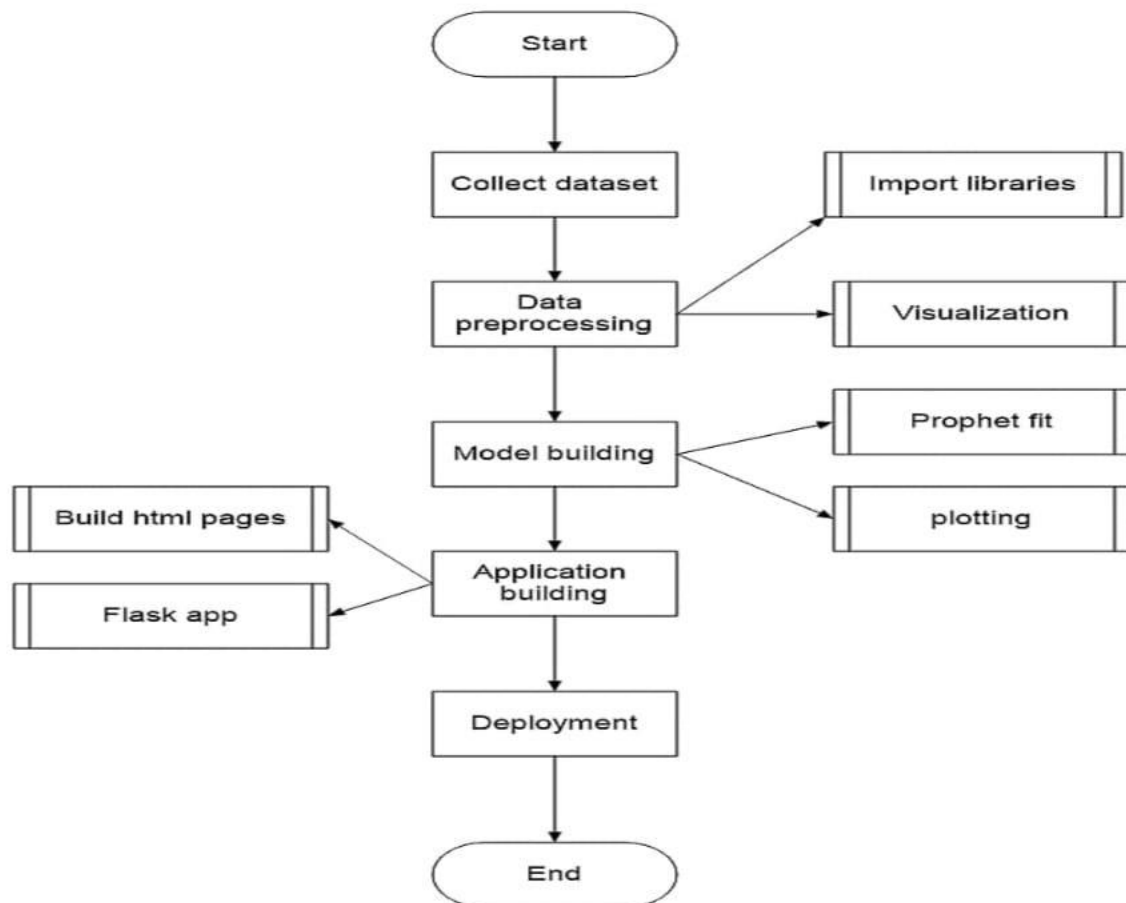 Start
Collect dataset
Import libraries
Data
preprocessing
Visualization
Prophet fit
Model building
plotting
Build html pages
Application
building
Flask app
Deployment
End